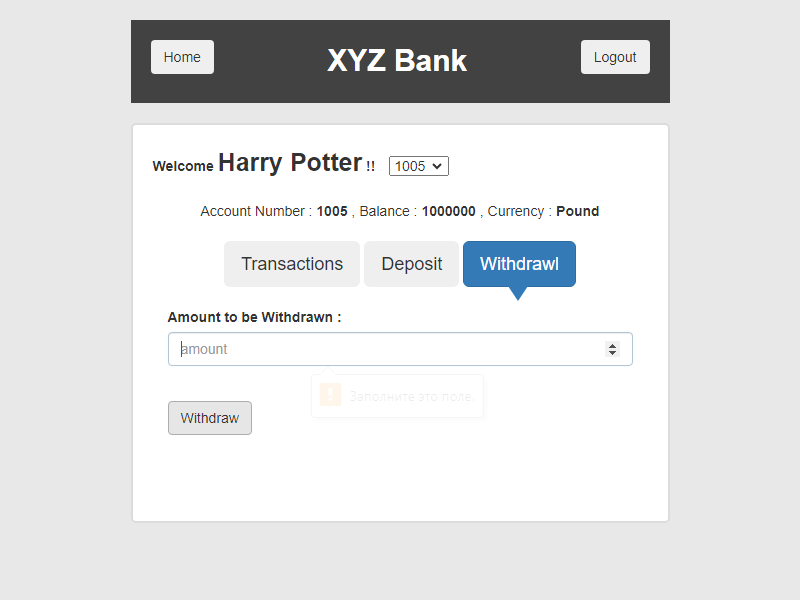 Home XYZ Bank Logout
Welcome Harry Potter !! 1005
Account Number : 1005 , Balance : 1000000 , Currency : Pound
Transactions Deposit Withdrawl
Amount to be Withdrawn :
amount
! Заполните это поле.
Withdraw